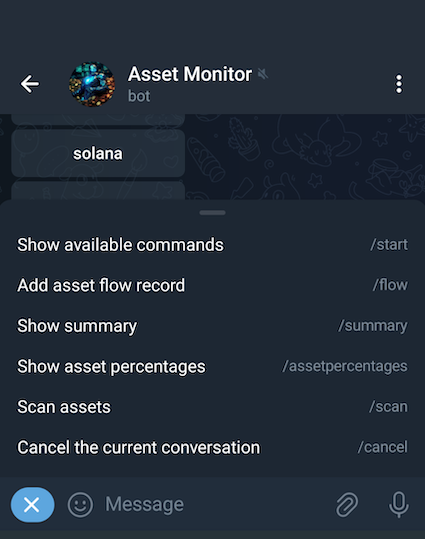 Asset Monitor
bot
solana
Show available commands /start
Add asset flow record /flow
Show summary /summary
Show asset percentages /assetpercentages
Scan assets /scan
Cancel the current conversation /cancel
Message